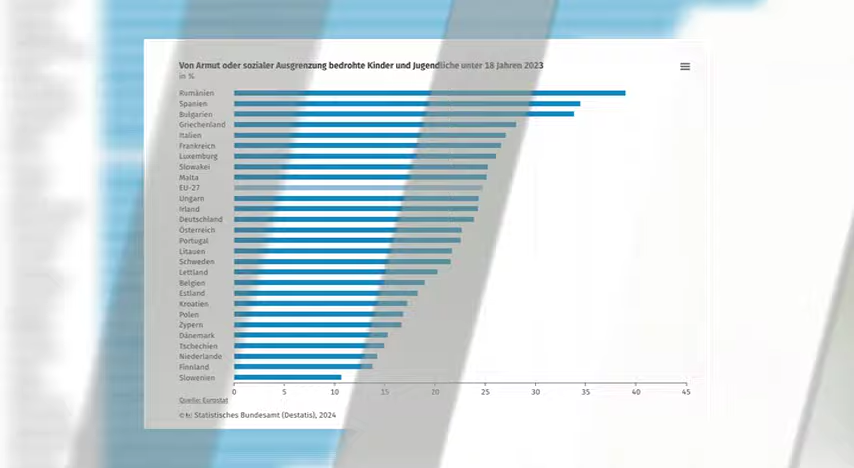 Von Armut oder sozialer Ausgrenzung bedrohte Kinder und Jugendliche unter 18 Jahren 2023
in %
Rumänien
Spanien
Bulgarien
Griechenland
Italien
Frankreich
Luxemburg
Slowakei
Malta
EU-27
Ungarn
Irland
Deutschland
Österreich
Portugal
Litauen
Schweden
Lettland
Belgien
Estland
Kroatien
Polen
Zypern
Dänemark
Tschechien
Niederlande
Finnland
Slowenien
0 5 10 15 20 25 30 35 40 45
Quelle: Eurostat
© Statistisches Bundesamt (Destatis), 2024